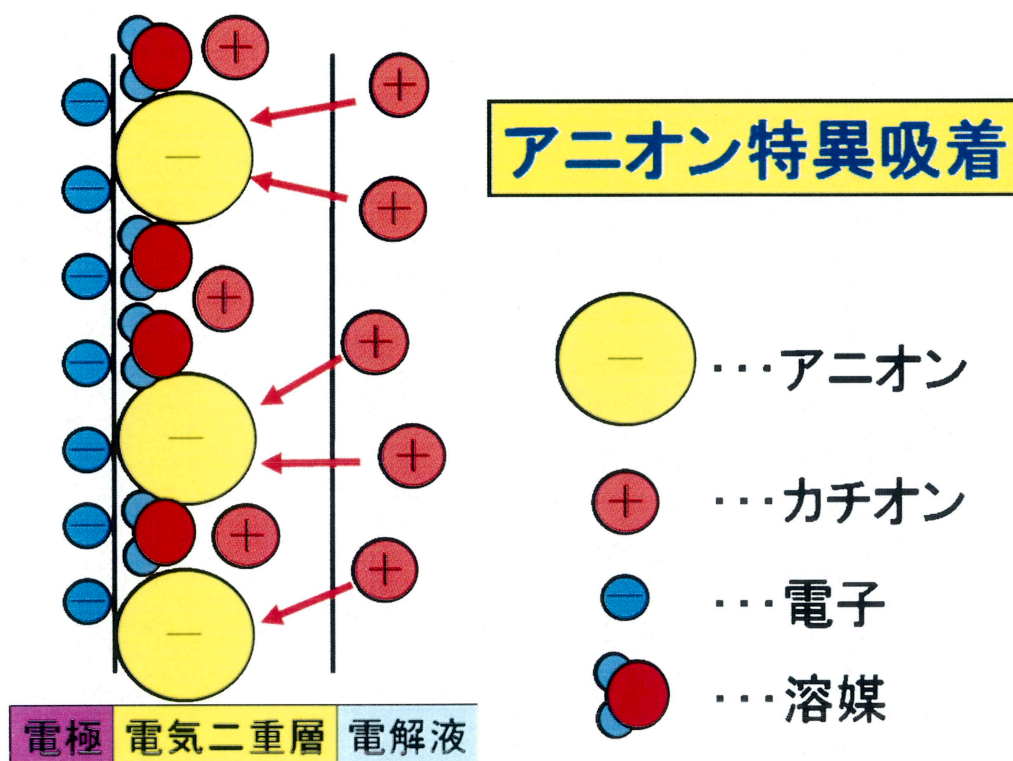 アニオン特異吸着
・・・アニオン
・・・カチオン
・・・電子
・・・溶媒
電極 電気二重層 電解液